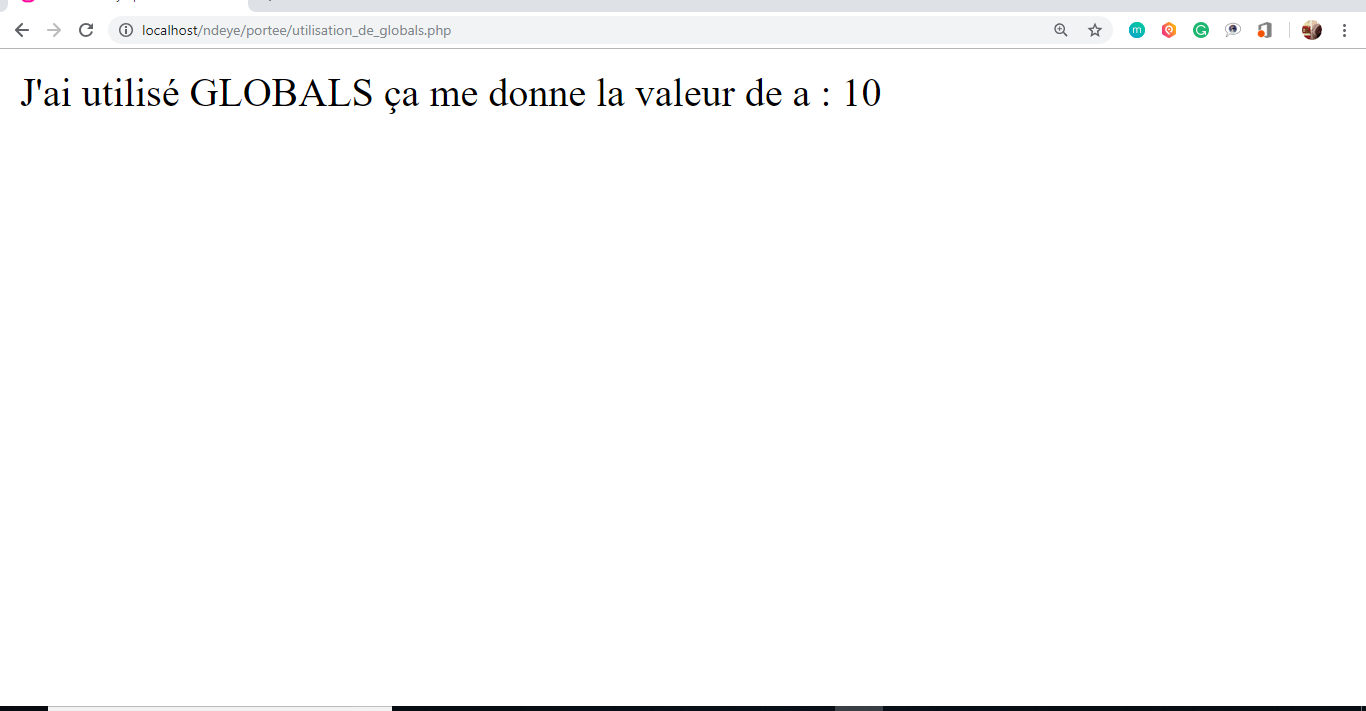 localhost/ndeye/portee/utilisation_de_globals.php
J'ai utilisé GLOBALS ça me donne la valeur de a : 10